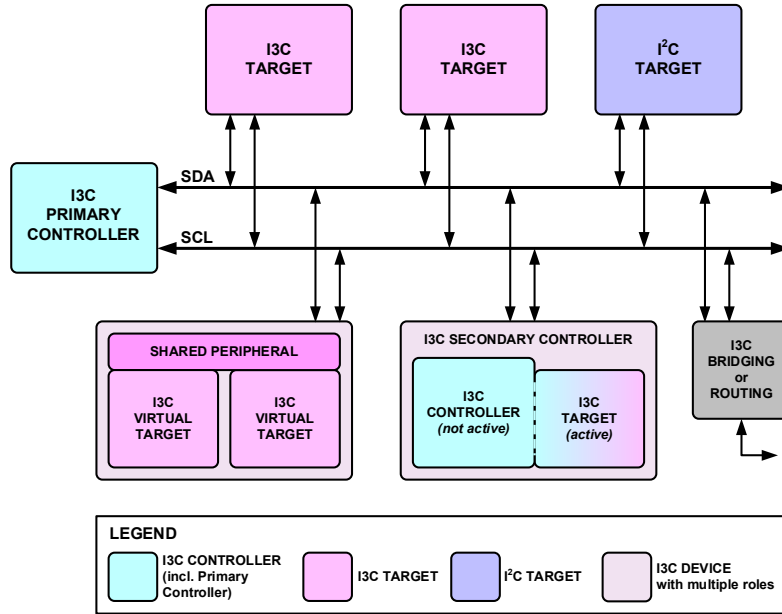 I3C
TARGET
I3C
TARGET
I²C
TARGET
I3C
PRIMARY
CONTROLLER
SDA
SCL
SHARED PERIPHERAL
I3C
VIRTUAL
TARGET
I3C
VIRTUAL
TARGET
I3C SECONDARY CONTROLLER
I3C
CONTROLLER
(not active)
I3C
TARGET
(active)
I3C
BRIDGING
or
ROUTING
LEGEND
I3C CONTROLLER
(incl. Primary
Controller)
I3C TARGET
I²C TARGET
I3C DEVICE
with multiple roles